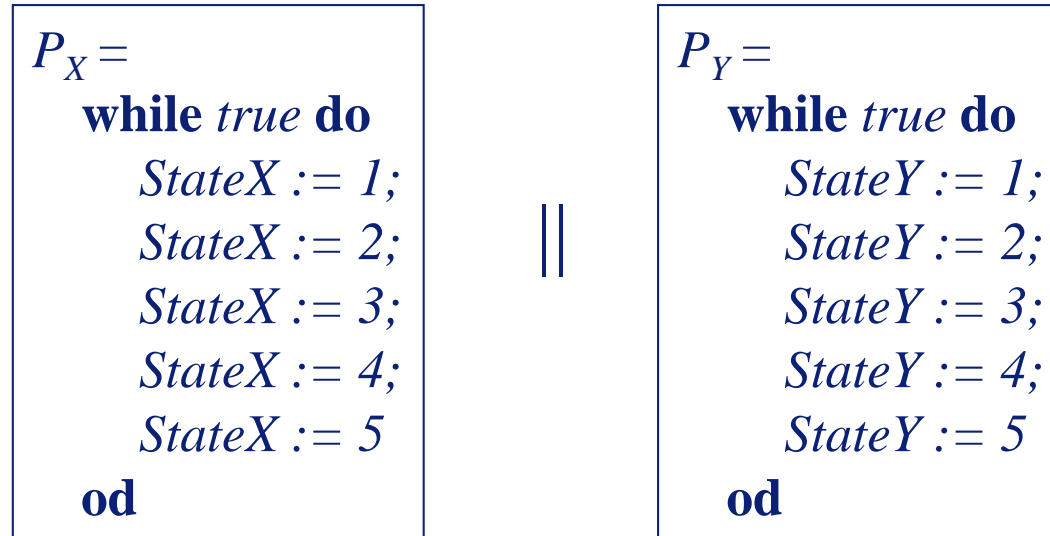 P_X =
while true do
StateX := 1;
StateX := 2;
StateX := 3;
StateX := 4;
StateX := 5
od
||
P_Y =
while true do
StateY := 1;
StateY := 2;
StateY := 3;
StateY := 4;
StateY := 5
od